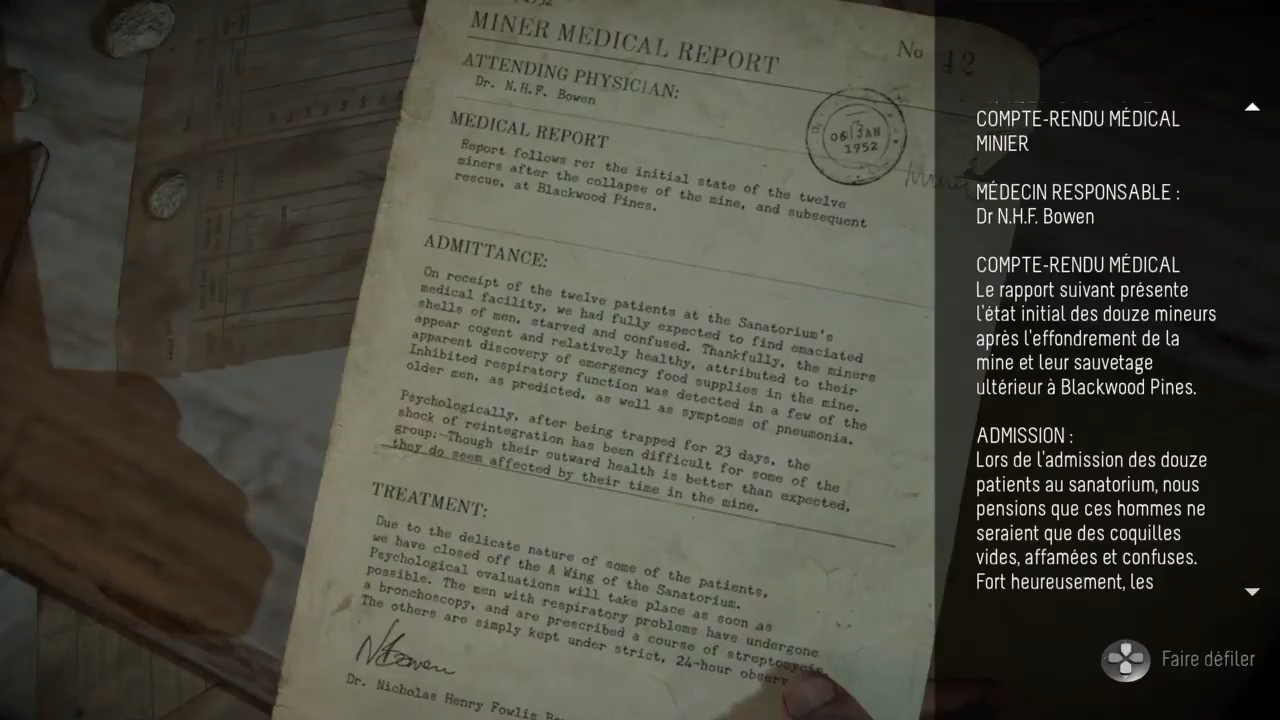 MINER MEDICAL REPORT
No 42
ATTENDING PHYSICIAN:
Dr. N.H.F. Bowen
06 JAN
1952
MEDICAL REPORT
Report follows re: the initial state of the twelve
miners after the collapse of the mine, and subsequent
rescue, at Blackwood Pines.
ADMITTANCE:
On receipt of the twelve patients at the Sanatorium's
medical facility, we had fully expected to find emaciated
shells of men, starved and confused. Thankfully, the miners
appear cogent and relatively healthy, attributed to their
apparent discovery of emergency food supplies in the mine.
Inhibited respiratory function was detected in a few of the
older men, as predicted, as well as symptoms of pneumonia.
Psychologically, after being trapped for 23 days, the
shock of reintegration has been difficult for some of the
group. Though their outward health is better than expected,
they do seem affected by their time in the mine.
TREATMENT:
Due to the delicate nature of some of the patients,
we have closed off the A Wing of the Sanatorium.
Psychological evaluations will take place as soon as
possible. The men with respiratory problems have undergone
a bronchoscopy, and are prescribed a course of streptomycin.
The others are simply kept under strict, 24-hour observ
NBowen
Dr. Nicholas Henry Fowlis Bo
COMPTE-RENDU MÉDICAL
MINIER
MÉDECIN RESPONSABLE :
Dr N.H.F. Bowen
COMPTE-RENDU MÉDICAL
Le rapport suivant présente
l'état initial des douze mineurs
après l'effondrement de la
mine et leur sauvetage
ultérieur à Blackwood Pines.
ADMISSION :
Lors de l'admission des douze
patients au sanatorium, nous
pensions que ces hommes ne
seraient que des coquilles
vides, affamées et confuses.
Fort heureusement, les
Faire défiler